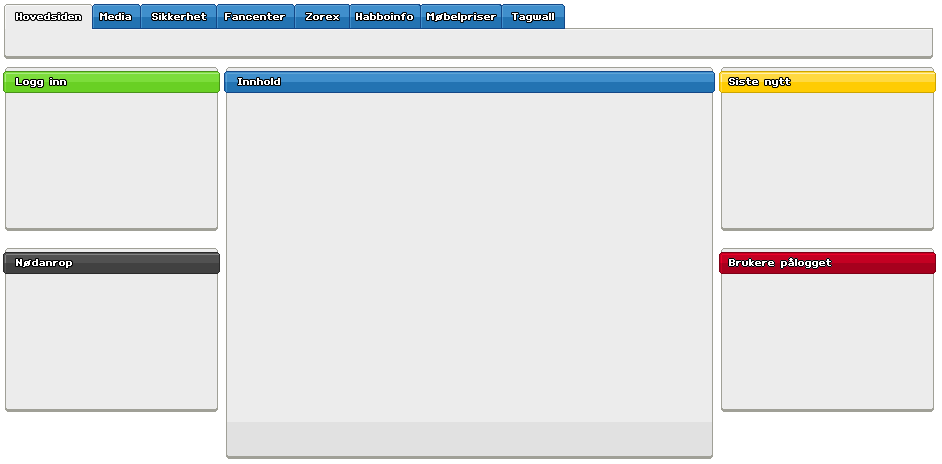 Hovedsiden Media Sikkerhet Fancenter Zorex Habboinfo Møbelpriser Tagwall
Logg inn
Innhold
Siste nytt
Nødanrop
Brukere pålogget